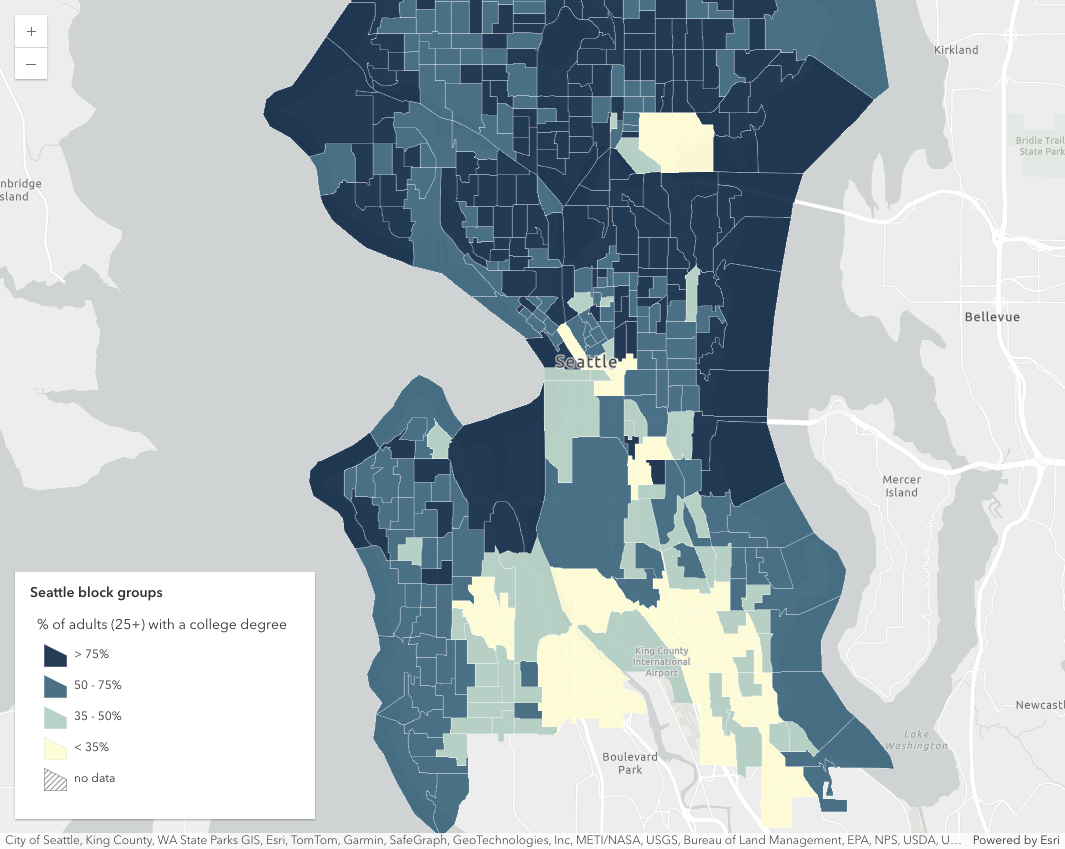 +
−
Kirkland
Bridle Trail
State Park
nbridge
sland
Bellevue
Seattle
Mercer
Island
Seattle block groups
% of adults (25+) with a college degree
> 75%
50 - 75%
35 - 50%
< 35%
no data
King County
International
Airport
Newcastl
Lake
Washington
Boulevard
Park
City of Seattle, King County, WA State Parks GIS, Esri, TomTom, Garmin, SafeGraph, GeoTechnologies, Inc, METI/NASA, USGS, Bureau of Land Management, EPA, NPS, USDA, U...
Powered by Esri